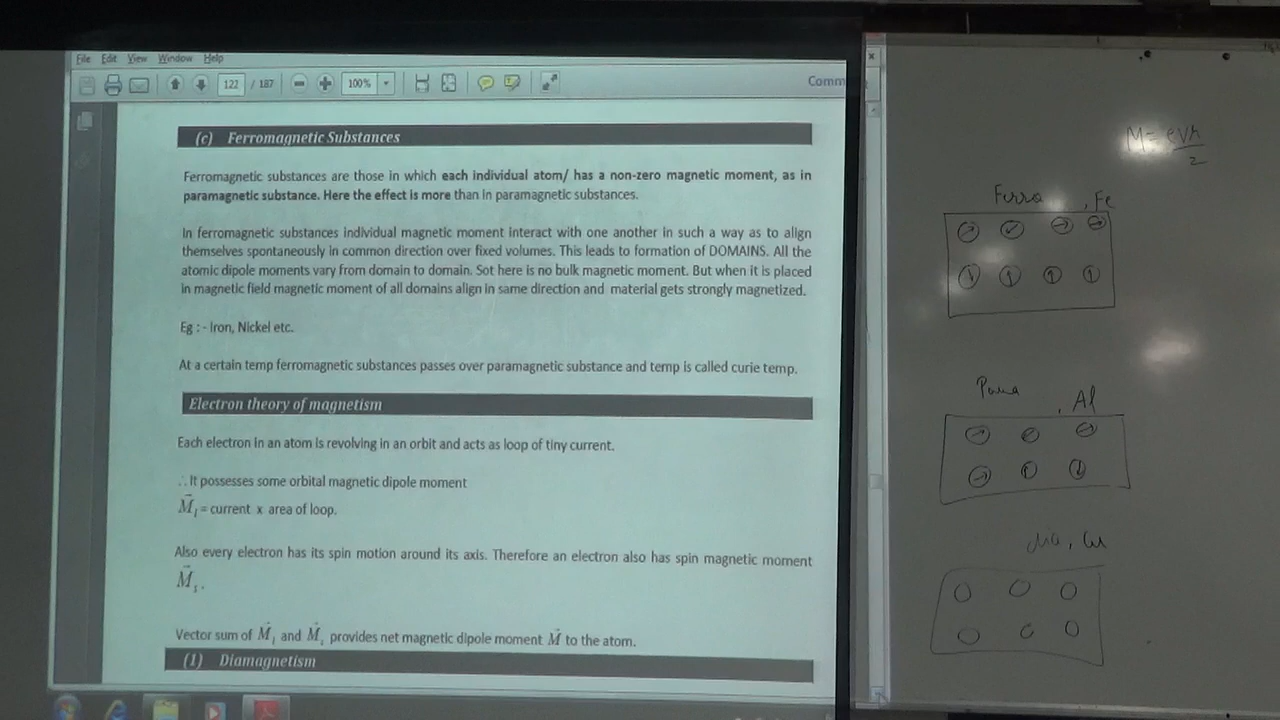 File Edit View Window Help
122 / 187 100% Comm
(c) Ferromagnetic Substances
Ferromagnetic substances are those in which each individual atom/ has a non-zero magnetic moment, as in
paramagnetic substance. Here the effect is more than in paramagnetic substances.
In ferromagnetic substances individual magnetic moment interact with one another in such a way as to align
themselves spontaneously in common direction over fixed volumes. This leads to formation of DOMAINS. All the
atomic dipole moments vary from domain to domain. Sot here is no bulk magnetic moment. But when it is placed
in magnetic field magnetic moment of all domains align in same direction and material gets strongly magnetized.
Eg : - Iron, Nickel etc.
At a certain temp ferromagnetic substances passes over paramagnetic substance and temp is called curie temp.
Electron theory of magnetism
Each electron in an atom is revolving in an orbit and acts as loop of tiny current.
∴ It possesses some orbital magnetic dipole moment
M⃗l = current x area of loop.
Also every electron has its spin motion around its axis. Therefore an electron also has spin magnetic moment
M⃗s .
Vector sum of M⃗l and M⃗s provides net magnetic dipole moment M⃗ to the atom.
(1) Diamagnetism
M = evr/2
Ferro , Fe
Para , Al
Dia, Cu